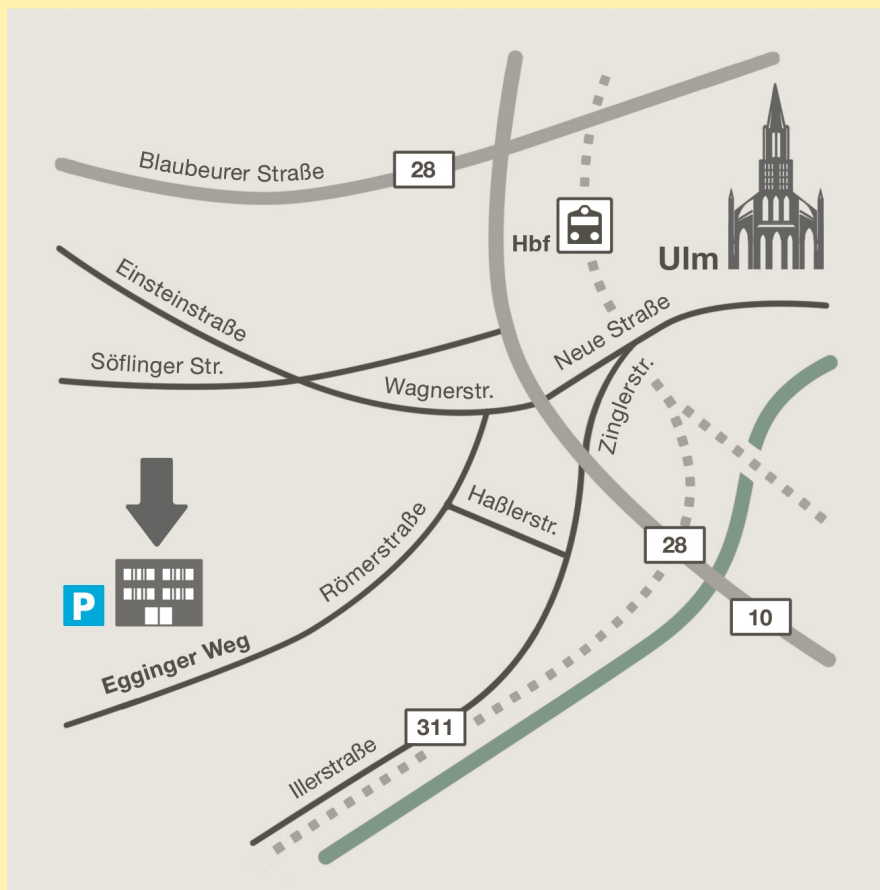 Blaubeurer Straße
28
Hbf
Ulm
Einsteinstraße
Neue Straße
Söflinger Str.
Wagnerstr.
Zinglerstr.
Haßlerstr.
Römerstraße
28
P
10
Egginger Weg
311
Illerstraße